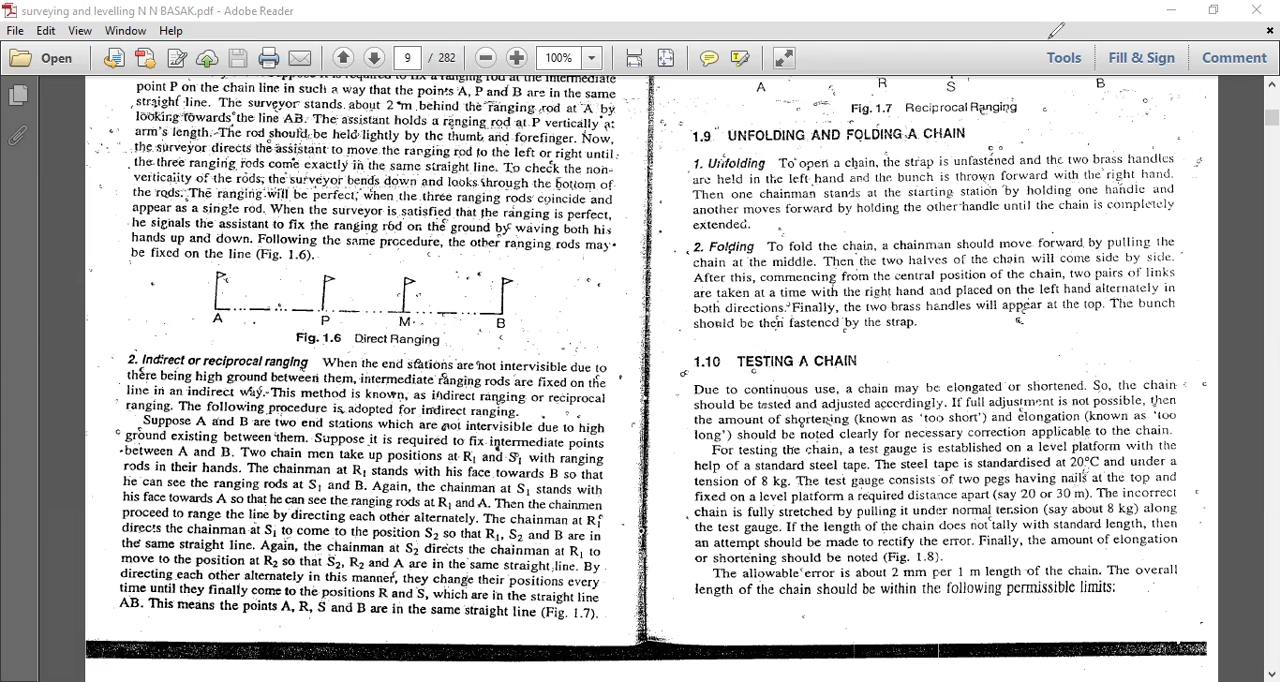 surveying and levelling N N BASAK.pdf - Adobe Reader
File Edit View Window Help
Open 9 / 282 100% Tools Fill & Sign Comment
point P on the chain line in such a way that the points A, P and B are in the same
straight line. The surveyor stands about 2 m behind the ranging rod at A by
looking towards the line AB. The assistant holds a ranging rod at P vertically at
arm's length. The rod should be held lightly by the thumb and forefinger. Now,
the surveyor directs the assistant to move the ranging rod to the left or right until
the three ranging rods come exactly in the same straight line. To check the non-
verticality of the rods, the surveyor bends down and looks through the bottom of
the rods. The ranging will be perfect, when the three ranging rods coincide and
appear as a single rod. When the surveyor is satisfied that the ranging is perfect,
he signals the assistant to fix the ranging rod on the ground by waving both his
hands up and down. Following the same procedure, the other ranging rods may
be fixed on the line (Fig. 1.6).
A P M B
Fig. 1.6 Direct Ranging
2. Indirect or reciprocal ranging When the end stations are not intervisible due to
there being high ground between them, intermediate ranging rods are fixed on the
line in an indirect way. This method is known, as indirect ranging or reciprocal
ranging. The following procedure is adopted for indirect ranging.
Suppose A and B are two end stations which are not intervisible due to high
ground existing between them. Suppose it is required to fix intermediate points
between A and B. Two chain men take up positions at R₁ and S₁ with ranging
rods in their hands. The chainman at R₁ stands with his face towards B so that
he can see the ranging rods at S₁ and B. Again, the chainman at S₁ stands with
his face towards A so that he can see the ranging rods at R₁ and A. Then the chainmen
proceed to range the line by directing each other alternately. The chainman at R₁
directs the chainman at S₁ to come to the position S₂ so that R₁, S₂ and B are in
the same straight line. Again, the chainman at S₂ directs the chainman at R₁ to
move to the position at R₂ so that S₂, R₂ and A are in the same straight line. By
directing each other alternately in this manner, they change their positions every
time until they finally come to the positions R and S, which are in the straight line
AB. This means the points A, R, S and B are in the same straight line (Fig. 1.7).
A R S B
Fig. 1.7 Reciprocal Ranging
1.9 UNFOLDING AND FOLDING A CHAIN
1. Unfolding To open a chain, the strap is unfastened and the two brass handles
are held in the left hand and the bunch is thrown forward with the right hand.
Then one chainman stands at the starting station by holding one handle and
another moves forward by holding the other handle until the chain is completely
extended.
2. Folding To fold the chain, a chainman should move forward by pulling the
chain at the middle. Then the two halves of the chain will come side by side.
After this, commencing from the central position of the chain, two pairs of links
are taken at a time with the right hand and placed on the left hand alternately in
both directions. Finally, the two brass handles will appear at the top. The bunch
should be then fastened by the strap.
1.10 TESTING A CHAIN
Due to continuous use, a chain may be elongated or shortened. So, the chain
should be tested and adjusted accordingly. If full adjustment is not possible, then
the amount of shortening (known as 'too short') and elongation (known as 'too
long') should be noted clearly for necessary correction applicable to the chain.
For testing the chain, a test gauge is established on a level platform with the
help of a standard steel tape. The steel tape is standardised at 20°C and under a
tension of 8 kg. The test gauge consists of two pegs having nails at the top and
fixed on a level platform a required distance apart (say 20 or 30 m). The incorrect
chain is fully stretched by pulling it under normal tension (say about 8 kg) along
the test gauge. If the length of the chain does not tally with standard length, then
an attempt should be made to rectify the error. Finally, the amount of elongation
or shortening should be noted (Fig. 1.8).
The allowable error is about 2 mm per 1 m length of the chain. The overall
length of the chain should be within the following permissible limits: